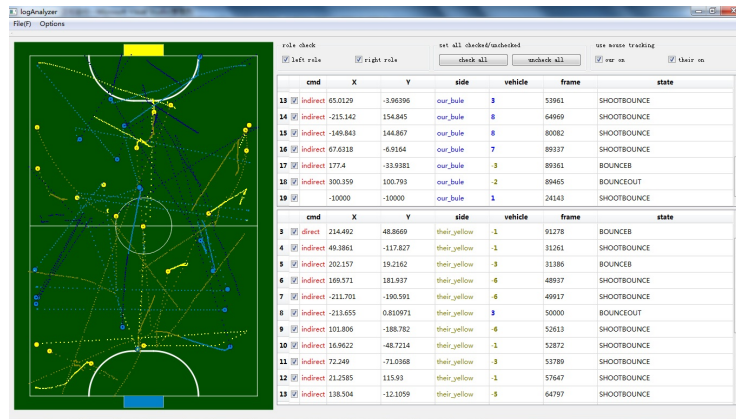 logAnalyzer
File(F) Options
role check set all checked/unchecked use mouse tracking
left role right role check all uncheck all our on their on
cmd X Y side vehicle frame state
13 indirect 65.0129 -3.96396 our_bule 3 53961 SHOOTBOUNCE
14 indirect -215.142 154.845 our_bule 8 64969 SHOOTBOUNCE
15 indirect -149.843 144.867 our_bule 8 80082 SHOOTBOUNCE
16 indirect 67.6318 -6.9164 our_bule 7 89337 SHOOTBOUNCE
17 indirect 177.4 -33.9381 our_bule -3 89361 BOUNCEB
18 indirect 300.359 100.793 our_bule -2 89465 BOUNCEOUT
19 indirect -10000 -10000 our_bule 1 24143 SHOOTBOUNCE
cmd X Y side vehicle frame state
3 direct 214.492 48.8669 their_yellow -1 91278 BOUNCEB
4 indirect 49.3861 -117.827 their_yellow -1 31261 SHOOTBOUNCE
5 indirect 202.157 19.2162 their_yellow -3 31386 BOUNCEB
6 indirect 169.571 181.937 their_yellow -6 48937 SHOOTBOUNCE
7 indirect -211.701 -190.591 their_yellow -6 49917 SHOOTBOUNCE
8 indirect -213.655 0.810971 their_yellow 3 50000 BOUNCEOUT
9 indirect 101.806 -188.782 their_yellow -6 52613 SHOOTBOUNCE
10 indirect 16.9622 -48.7214 their_yellow -1 52872 SHOOTBOUNCE
11 indirect 72.249 -71.0368 their_yellow -3 53789 SHOOTBOUNCE
12 indirect 21.2585 115.93 their_yellow -1 57647 SHOOTBOUNCE
13 indirect 138.504 -12.1059 their_yellow -5 64797 SHOOTBOUNCE